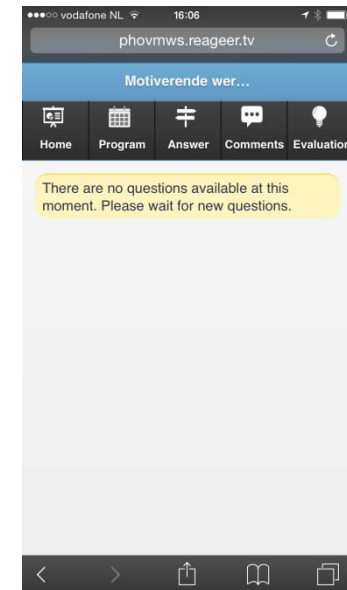 vodafone NL 16:06
phovmws.reageer.tv
Motiverende wer...
Home Program Answer Comments Evaluation
There are no questions available at this
moment. Please wait for new questions.